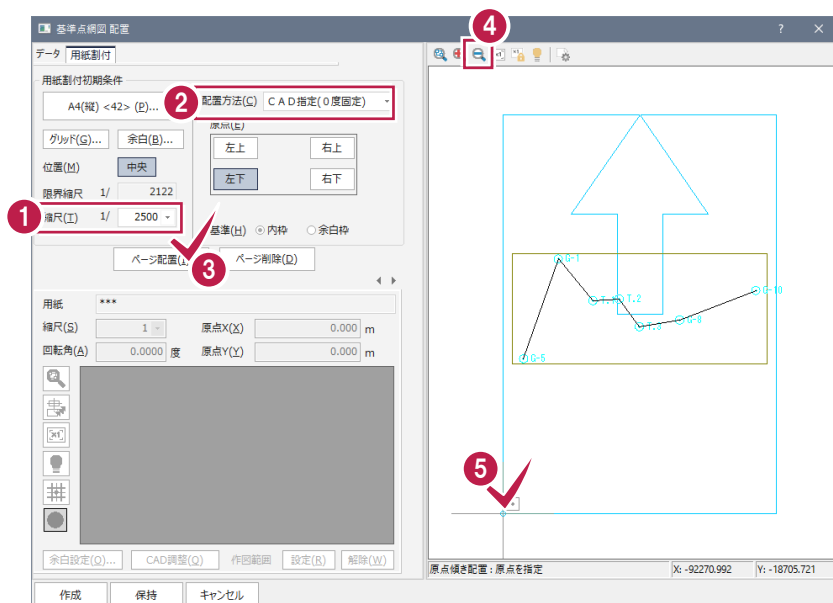 基準点網図 配置
?
×
4
データ 用紙割付
用紙割付初期条件
A4(縦) <42> (P)...
2
配置方法(C) CAD指定(0度固定)
グリッド(G)... 余白(B)...
原点(E)
左上 右上
位置(M) 中央
左下 右下
限界縮尺 1/ 2122
1
縮尺(T) 1/ 2500
基準(H) 内枠 余白枠
3
ページ配置(I) ページ削除(D)
用紙 ***
縮尺(S) 1 原点X(X) 0.000 m
回転角(A) 0.0000 度 原点Y(Y) 0.000 m
余白設定(O)... CAD調整(Q) 作図範囲 設定(R) 解除(W)
作成 保持 キャンセル
G-1
G-10
T.1 T.2
T.3 G-8
G-5
5
原点傾き配置 : 原点を指定 X: -92270.992 Y: -18705.721